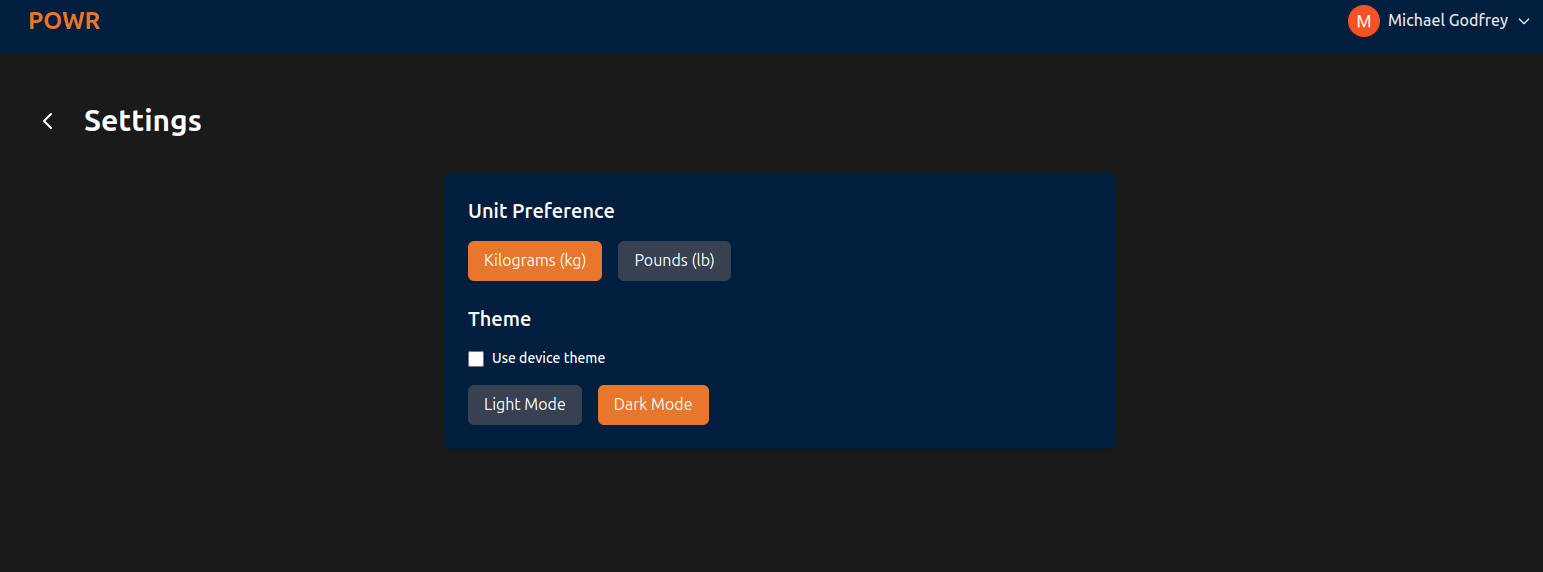 POWR
M Michael Godfrey
Settings
Unit Preference
Kilograms (kg) Pounds (lb)
Theme
Use device theme
Light Mode Dark Mode